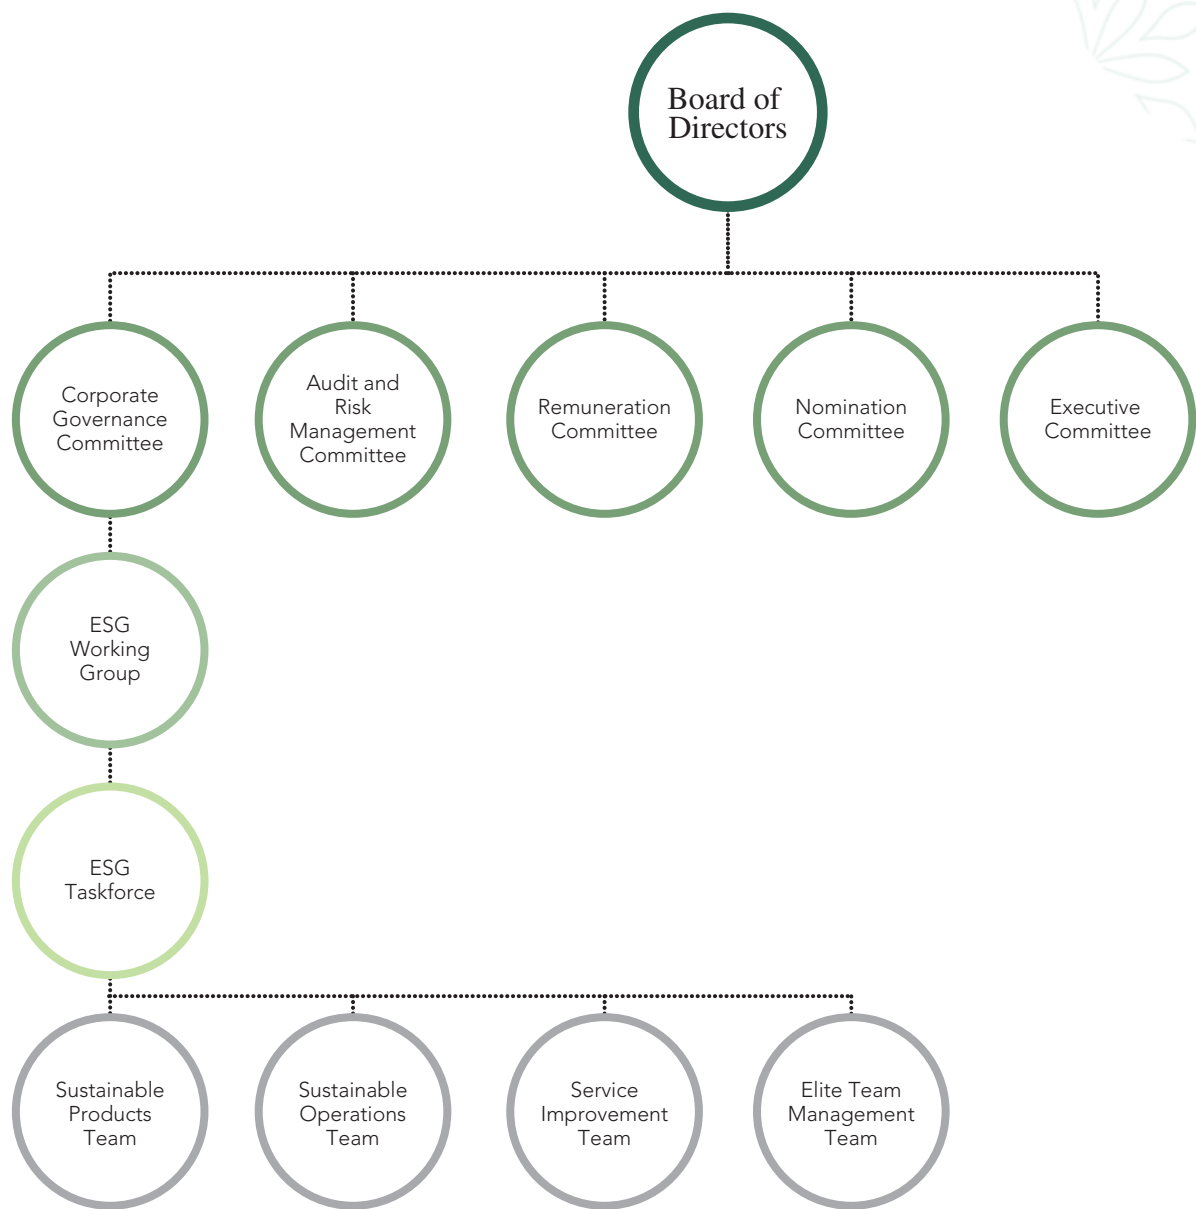 Board of
Directors
Corporate
Governance
Committee
Audit and
Risk
Management
Committee
Remuneration
Committee
Nomination
Committee
Executive
Committee
ESG
Working
Group
ESG
Taskforce
Sustainable
Products
Team
Sustainable
Operations
Team
Service
Improvement
Team
Elite Team
Management
Team